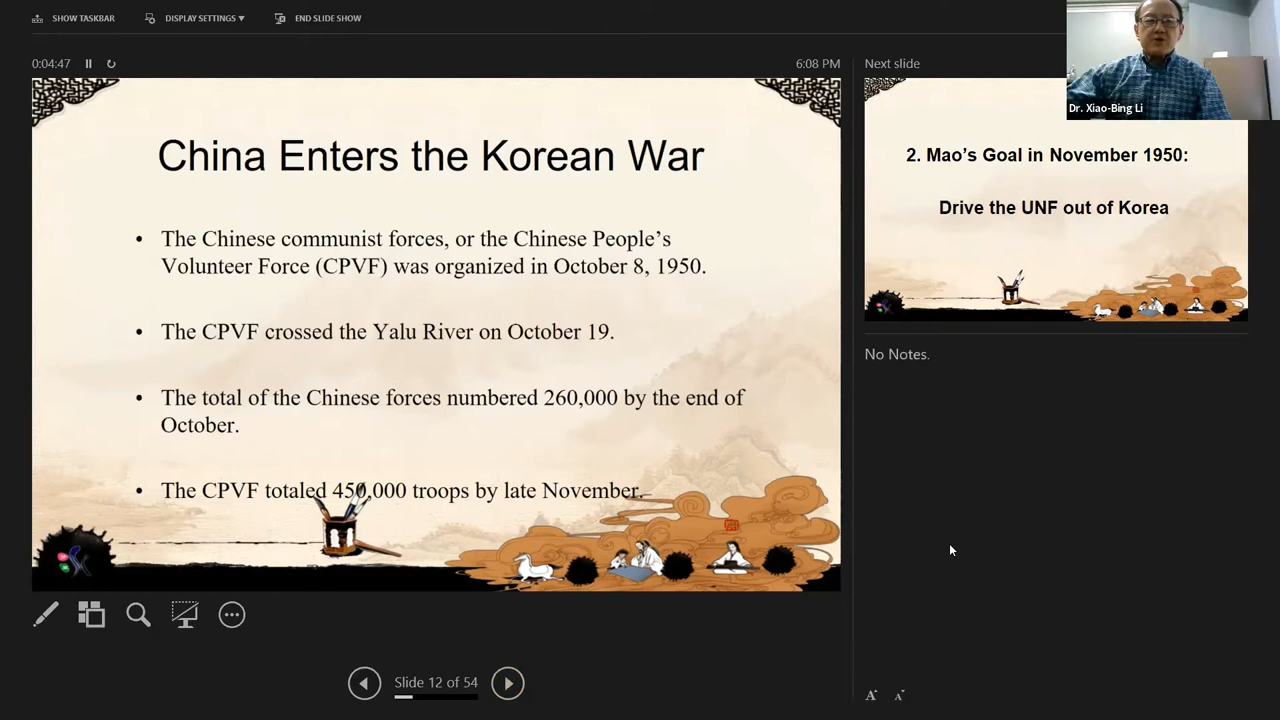 SHOW TASKBAR
DISPLAY SETTINGS ▼
END SLIDE SHOW
0:04:47
6:08 PM
China Enters the Korean War
• The Chinese communist forces, or the Chinese People’s
Volunteer Force (CPVF) was organized in October 8, 1950.
• The CPVF crossed the Yalu River on October 19.
• The total of the Chinese forces numbered 260,000 by the end of
October.
• The CPVF totaled 450,000 troops by late November.
Slide 12 of 54
Next slide
Dr. Xiao-Bing Li
2. Mao’s Goal in November 1950:
Drive the UNF out of Korea
No Notes.
A A